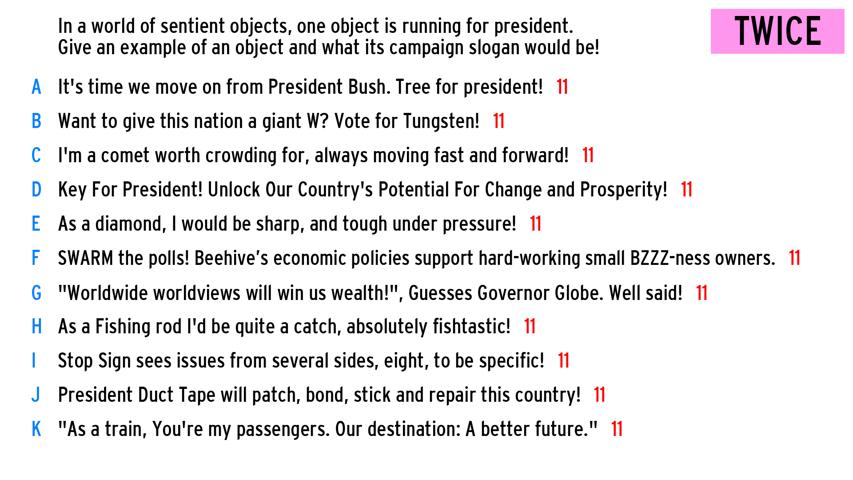 In a world of sentient objects, one object is running for president.
Give an example of an object and what its campaign slogan would be!
TWICE
A It's time we move on from President Bush. Tree for president! 11
B Want to give this nation a giant W? Vote for Tungsten! 11
C I'm a comet worth crowding for, always moving fast and forward! 11
D Key For President! Unlock Our Country's Potential For Change and Prosperity! 11
E As a diamond, I would be sharp, and tough under pressure! 11
F SWARM the polls! Beehive’s economic policies support hard-working small BZZZ-ness owners. 11
G "Worldwide worldviews will win us wealth!", Guesses Governor Globe. Well said! 11
H As a Fishing rod I'd be quite a catch, absolutely fishtastic! 11
I Stop Sign sees issues from several sides, eight, to be specific! 11
J President Duct Tape will patch, bond, stick and repair this country! 11
K "As a train, You're my passengers. Our destination: A better future." 11